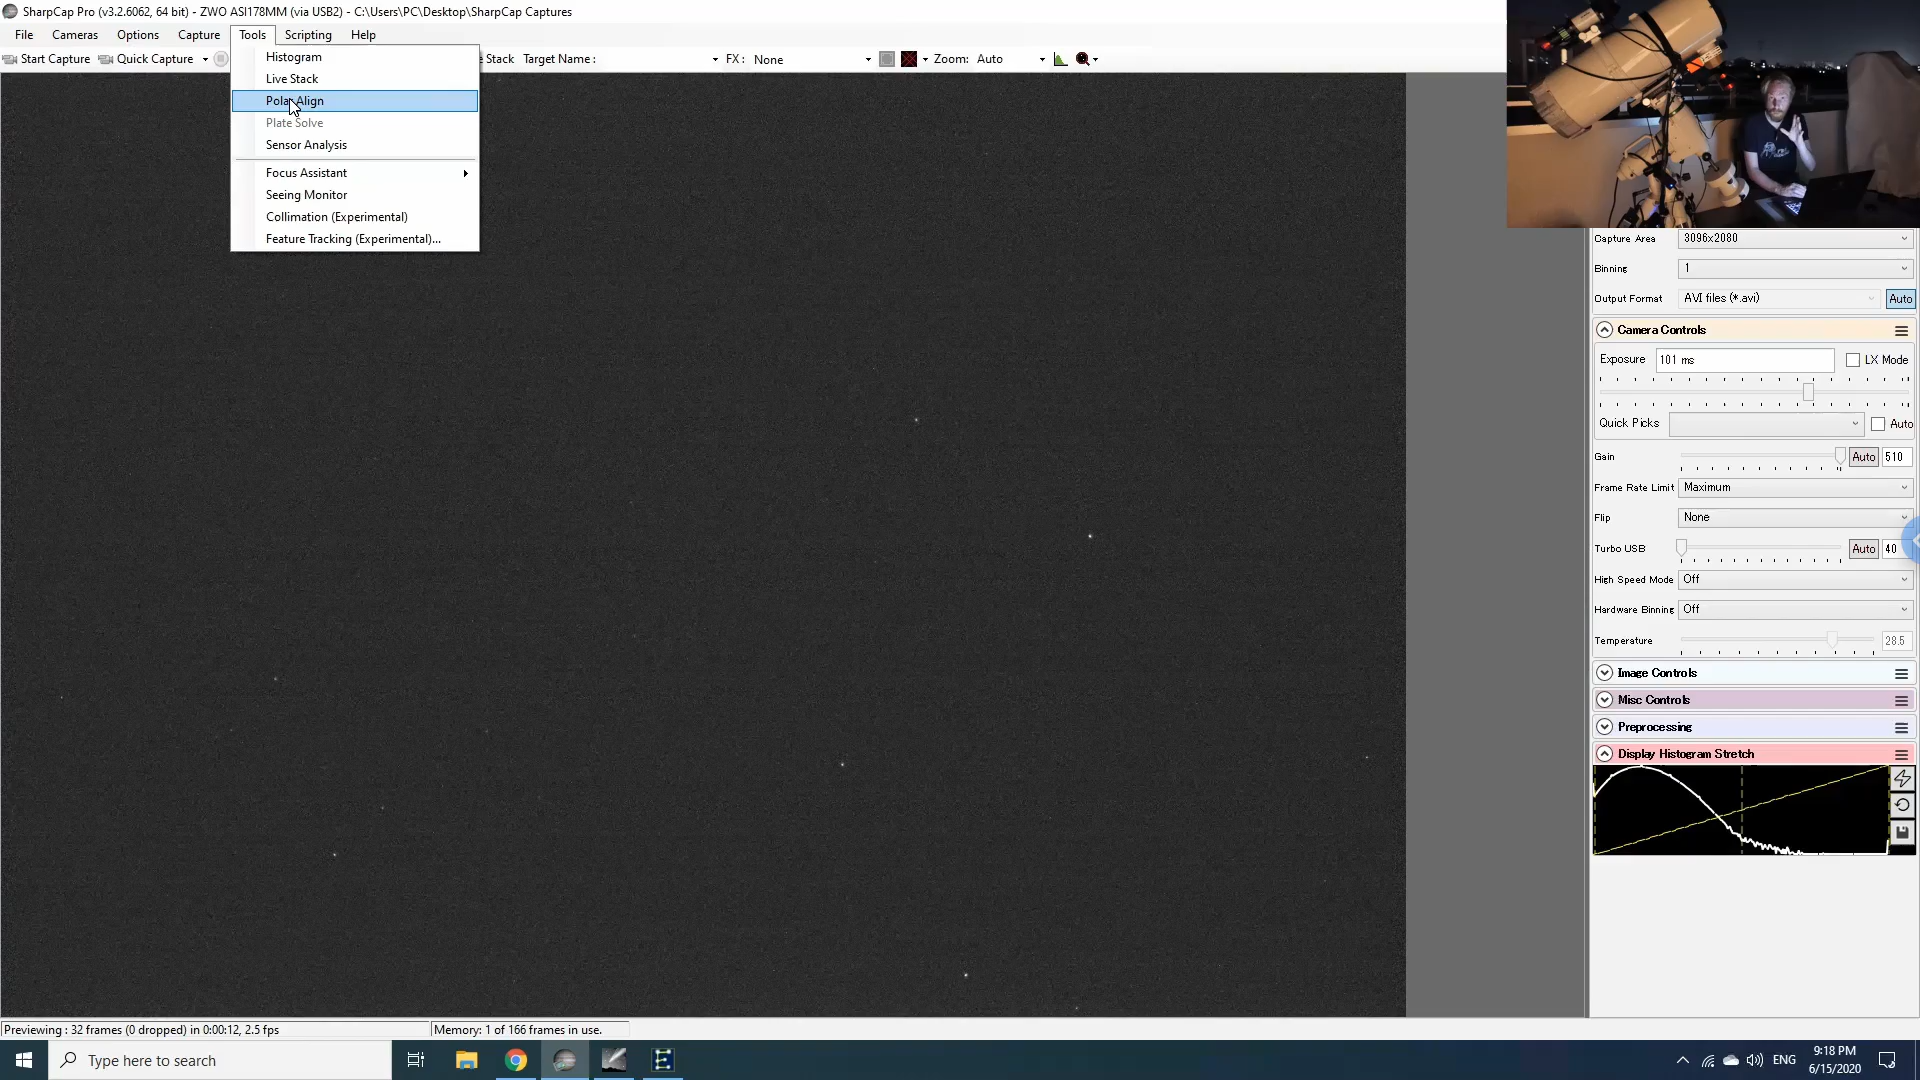 SharpCap Pro (v3.2.6062, 64 bit) - ZWO ASI178MM (via USB2) - C:\Users\PC\Desktop\SharpCap Captures
File Cameras Options Capture Tools Scripting Help
Start Capture Quick Capture Stack Target Name : FX : None Zoom: Auto
Histogram
Live Stack
Polar Align
Plate Solve
Sensor Analysis
Focus Assistant
Seeing Monitor
Collimation (Experimental)
Feature Tracking (Experimental)...
Capture Area 3096x2080
Binning 1
Output Format AVI files (*.avi) Auto
Camera Controls
Exposure 101 ms LX Mode
Quick Picks Auto
Gain Auto 510
Frame Rate Limit Maximum
Flip None
Turbo USB Auto 40
High Speed Mode Off
Hardware Binning Off
Temperature 28.5
Image Controls
Misc Controls
Preprocessing
Display Histogram Stretch
Previewing : 32 frames (0 dropped) in 0:00:12, 2.5 fps Memory: 1 of 166 frames in use.
Type here to search ENG 9:18 PM
6/15/2020